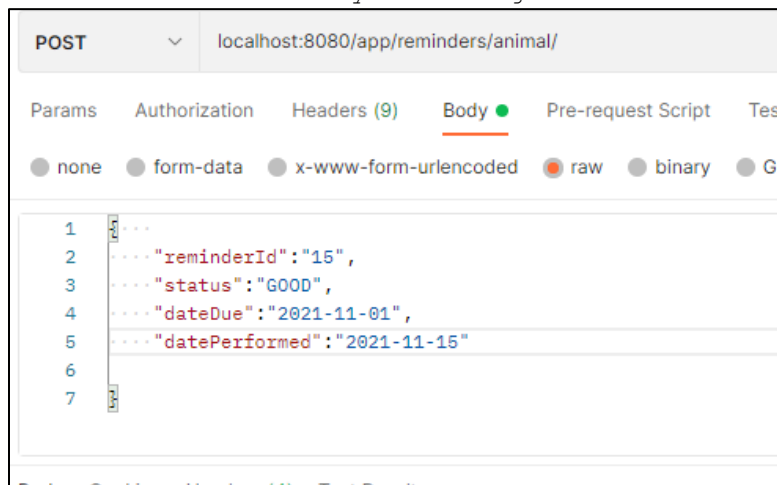 POST localhost:8080/app/reminders/animal/
Params Authorization Headers (9) Body Pre-request Script Tes
none form-data x-www-form-urlencoded raw binary G
1 {
2 "reminderId":"15",
3 "status":"GOOD",
4 "dateDue":"2021-11-01",
5 "datePerformed":"2021-11-15"
6
7 }